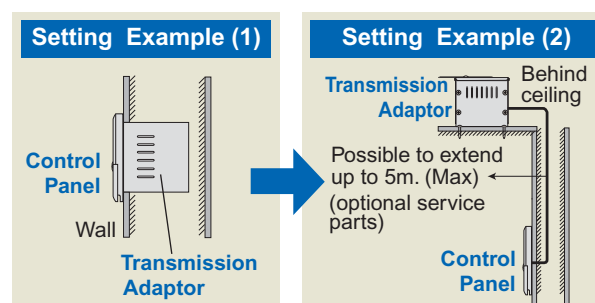 Setting Example (1)
Control
Panel
Wall
Transmission
Adaptor
Setting Example (2)
Transmission
Adaptor
Behind
ceiling
Possible to extend
up to 5m. (Max)
(optional service
parts)
Control
Panel